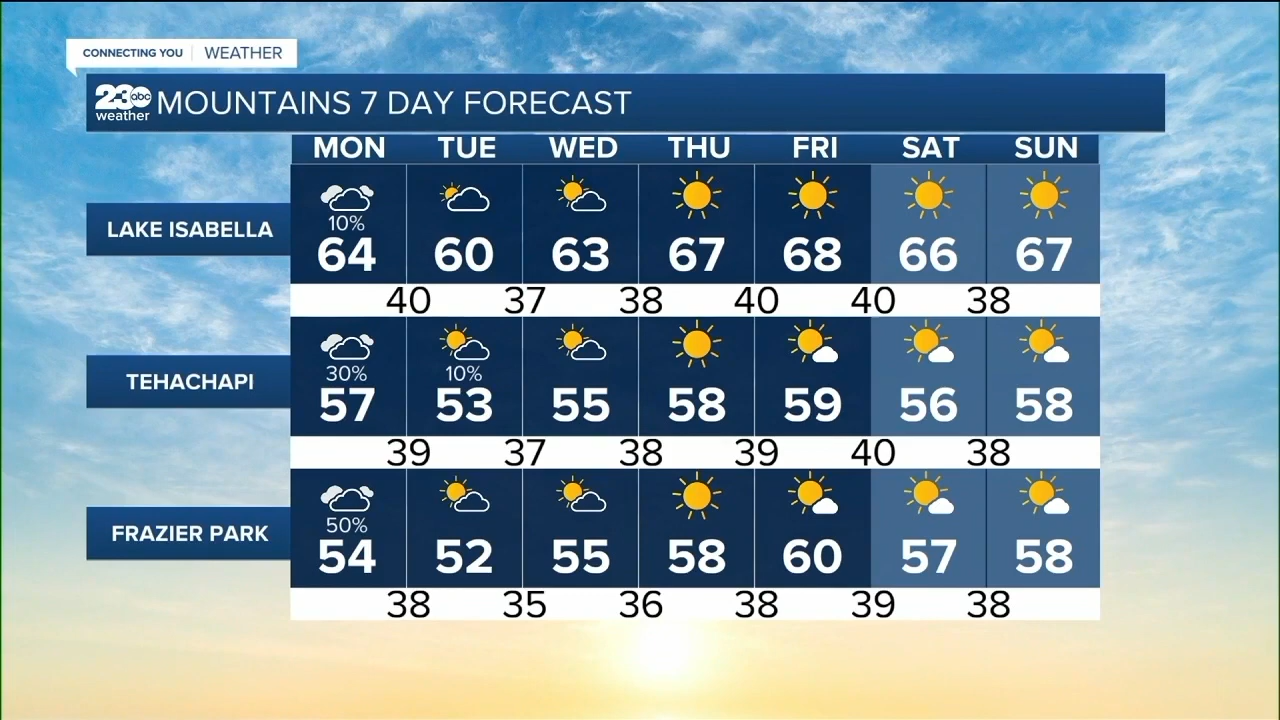 CONNECTING YOU | WEATHER
23 abc weather
MOUNTAINS 7 DAY FORECAST
MON TUE WED THU FRI SAT SUN
LAKE ISABELLA
10%
64 60 63 67 68 66 67
40 37 38 40 40 38
TEHACHAPI
30% 10%
57 53 55 58 59 56 58
39 37 38 39 40 38
FRAZIER PARK
50%
54 52 55 58 60 57 58
38 35 36 38 39 38